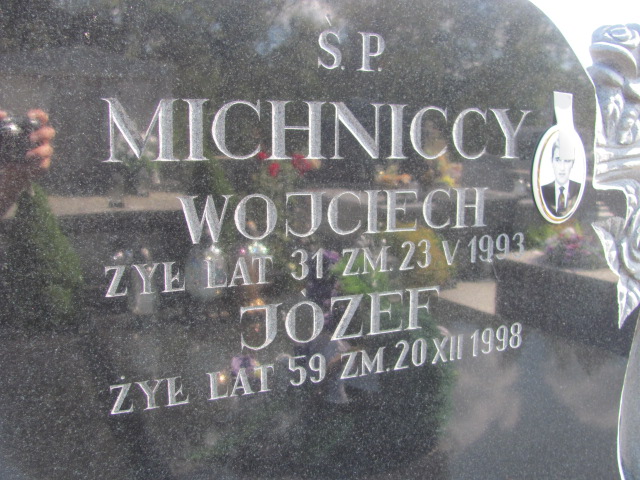 Ś.P.
MICHNICCY
WOJCIECH
ŻYŁ LAT 31 ZM. 23 V 1993
JÓZEF
ŻYŁ LAT 59 ZM. 20 XII 1998